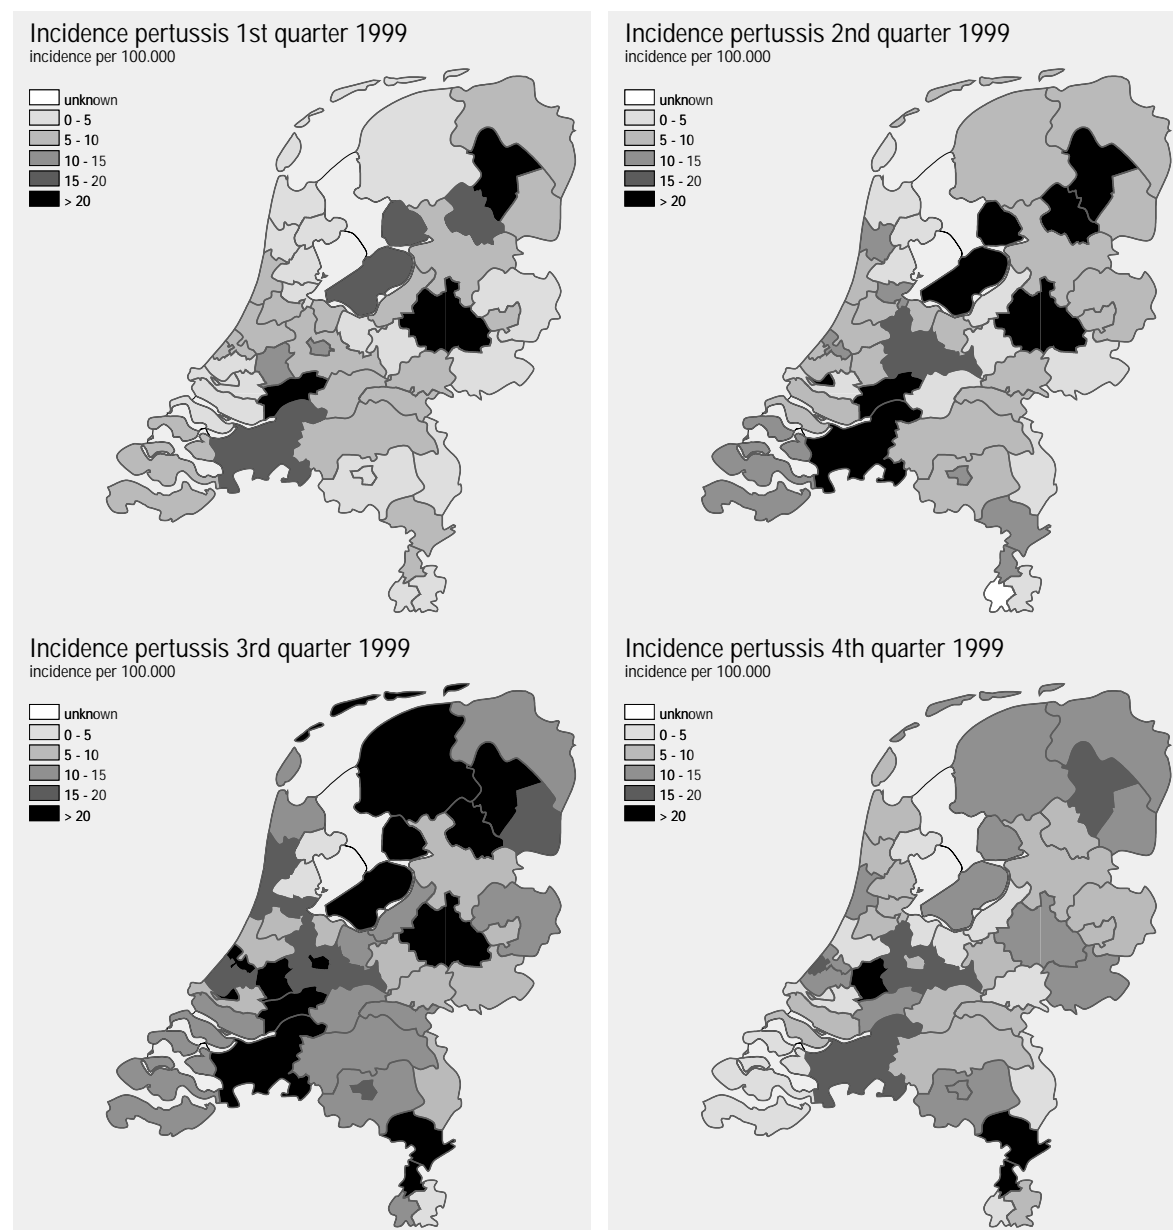 Incidence pertussis 1st quarter 1999
incidence per 100.000
unknown
0 - 5
5 - 10
10 - 15
15 - 20
> 20
Incidence pertussis 2nd quarter 1999
incidence per 100.000
unknown
0 - 5
5 - 10
10 - 15
15 - 20
> 20
Incidence pertussis 3rd quarter 1999
incidence per 100.000
unknown
0 - 5
5 - 10
10 - 15
15 - 20
> 20
Incidence pertussis 4th quarter 1999
incidence per 100.000
unknown
0 - 5
5 - 10
10 - 15
15 - 20
> 20